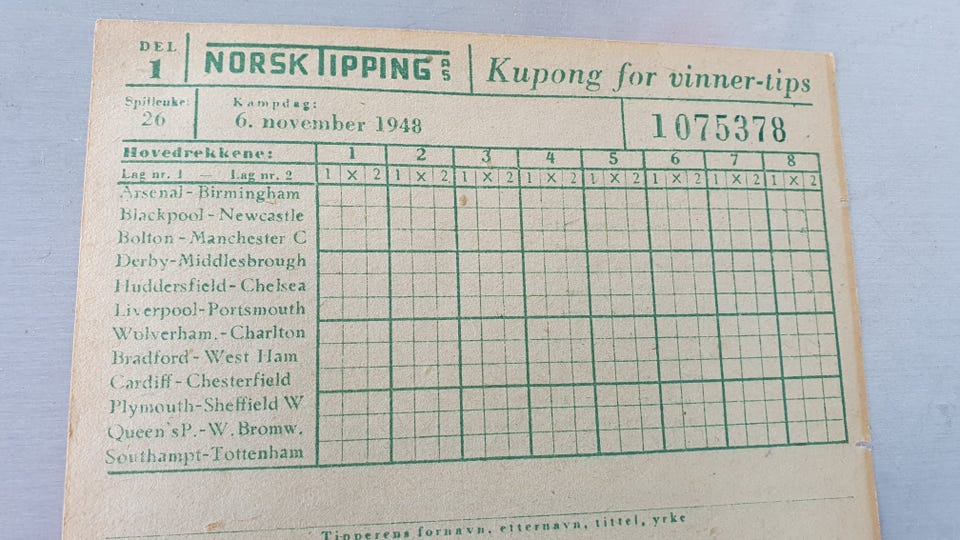 DEL 1 NORSK TIPPING A/S Kupong for vinner-tips
Spilleuke: 26 Kampdag: 6. november 1948 1075378
Hovedrekkene: 1 2 3 4 5 6 7 8
Lag nr. 1 — Lag nr. 2 1 X 2 1 X 2 1 X 2 1 X 2 1 X 2 1 X 2 1 X 2 1 X 2
Arsenal - Birmingham
Blackpool - Newcastle
Bolton - Manchester C
Derby-Middlesbrough
Huddersfield - Chelsea
Liverpool-Portsmouth
Wolverham.-Charlton
Bradford - West Ham
Cardiff - Chesterfield
Plymouth-Sheffield W
Queen's P.-W. Bromw.
Southampt-Tottenham
Tipperens fornavn, etternavn, tittel, yrke